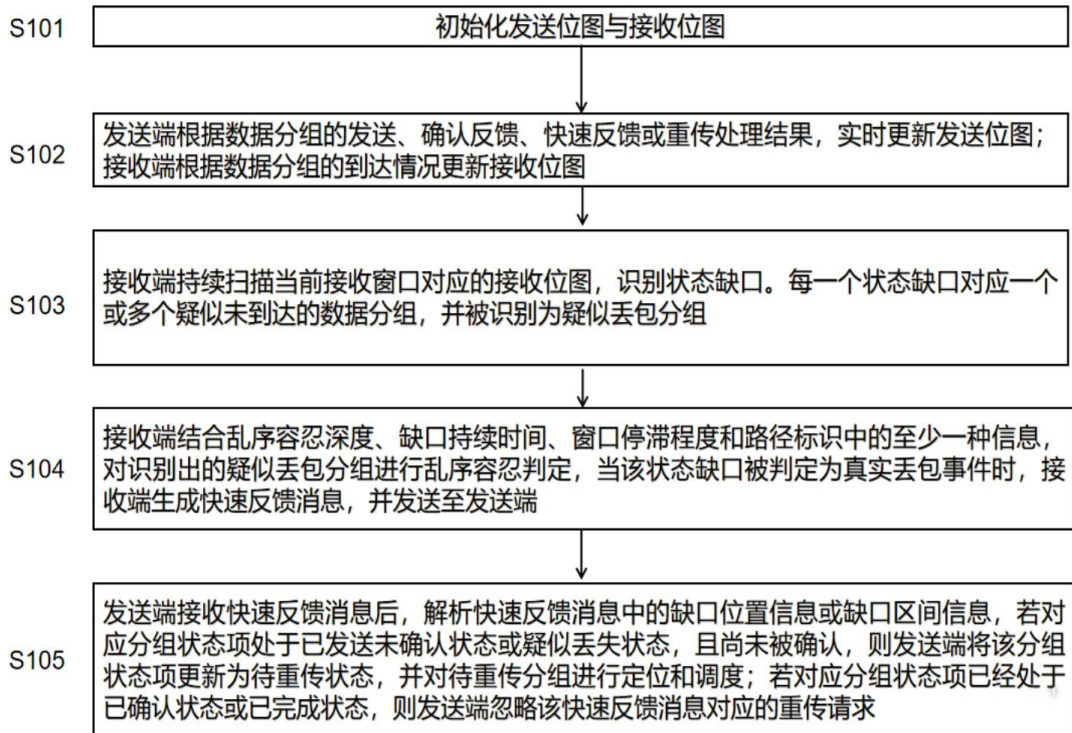 S101
初始化发送位图与接收位图
S102
发送端根据数据分组的发送、确认反馈、快速反馈或重传处理结果，实时更新发送位图；
接收端根据数据分组的到达情况更新接收位图
S103
接收端持续扫描当前接收窗口对应的接收位图，识别状态缺口。每一个状态缺口对应一个
或多个疑似未到达的数据分组，并被识别为疑似丢包分组
S104
接收端结合乱序容忍深度、缺口持续时间、窗口停滞程度和路径标识中的至少一种信息，
对识别出的疑似丢包分组进行乱序容忍判定，当该状态缺口被判定为真实丢包事件时，接
收端生成快速反馈消息，并发送至发送端
S105
发送端接收快速反馈消息后，解析快速反馈消息中的缺口位置信息或缺口区间信息，若对
应分组状态项处于已发送未确认状态或疑似丢失状态，且尚未被确认，则发送端将该分组
状态项更新为待重传状态，并对待重传分组进行定位和调度；若对应分组状态项已经处于
已确认状态或已完成状态，则发送端忽略该快速反馈消息对应的重传请求